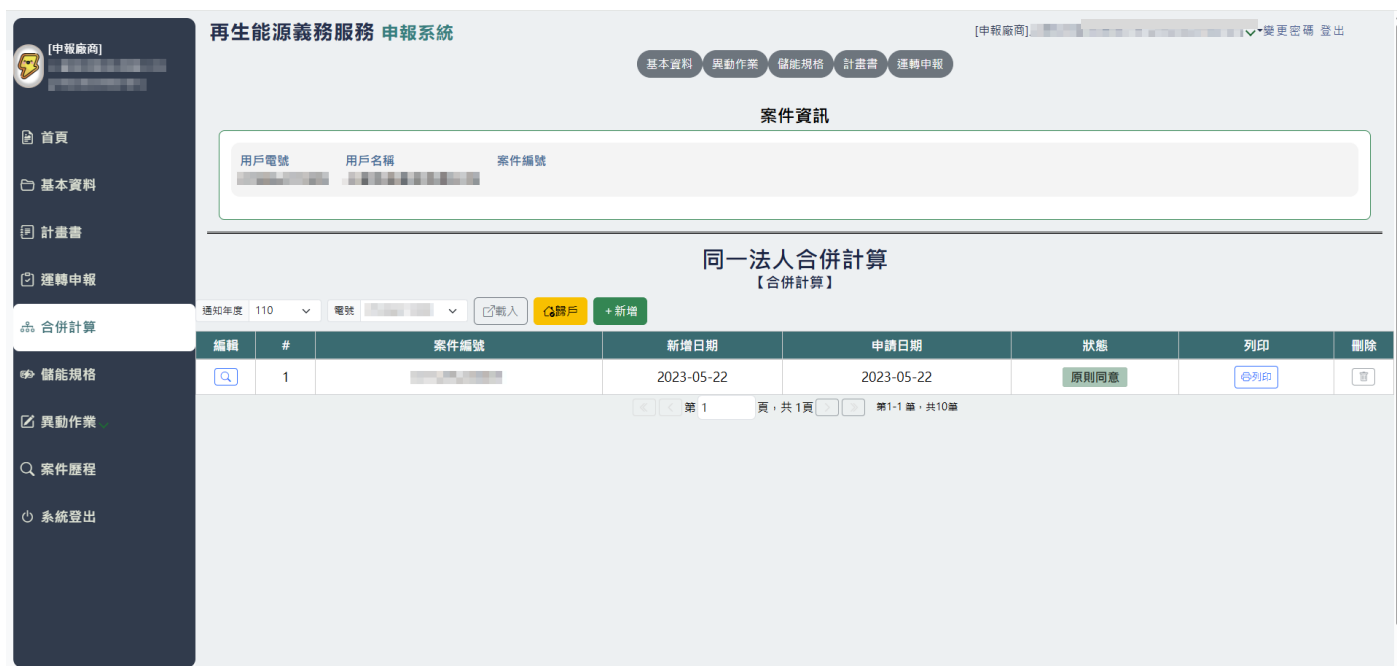 再生能源義務服務 申報系統
[申報廠商]
變更密碼 登出
[申報廠商]
基本資料 異動作業 儲能規格 計畫書 運轉申報
首頁
基本資料
計畫書
運轉申報
合併計算
儲能規格
異動作業
案件歷程
系統登出
案件資訊
用戶電號 用戶名稱 案件編號
同一法人合併計算
【合併計算】
通知年度 110 電號 載入 歸戶 +新增
編輯 # 案件編號 新增日期 申請日期 狀態 列印 刪除
1 2023-05-22 2023-05-22 原則同意 列印
第 1 頁，共 1頁 第1-1 筆，共10筆